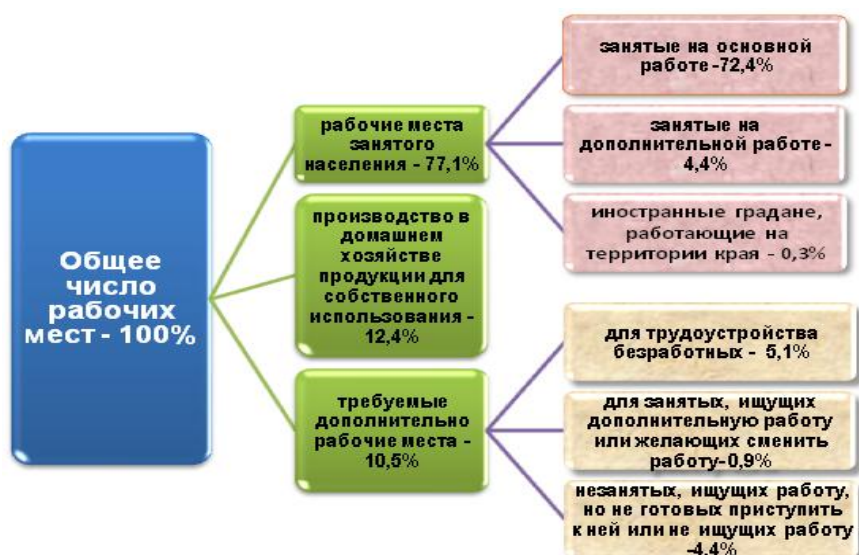 Общее
число
рабочих
мест - 100%
рабочие места
занятого
населения - 77,1%
занятые на основной
работе -72,4%
занятые на
дополнительной работе -
4,4%
иностранные градане,
работающие на
территории края - 0,3%
производство в
домашнем
хозяйстве
продукции для
собственного
использования -
12,4%
требуемые
дополнительно
рабочие места -
10,5%
для трудоустройства
безработных - 5,1%
для занятых, ищущих
дополнительную работу
или желающих сменить
работу-0,9%
незанятых, ищущих работу,
но не готовых приступить
к ней или не ищущих работу
-4,4%